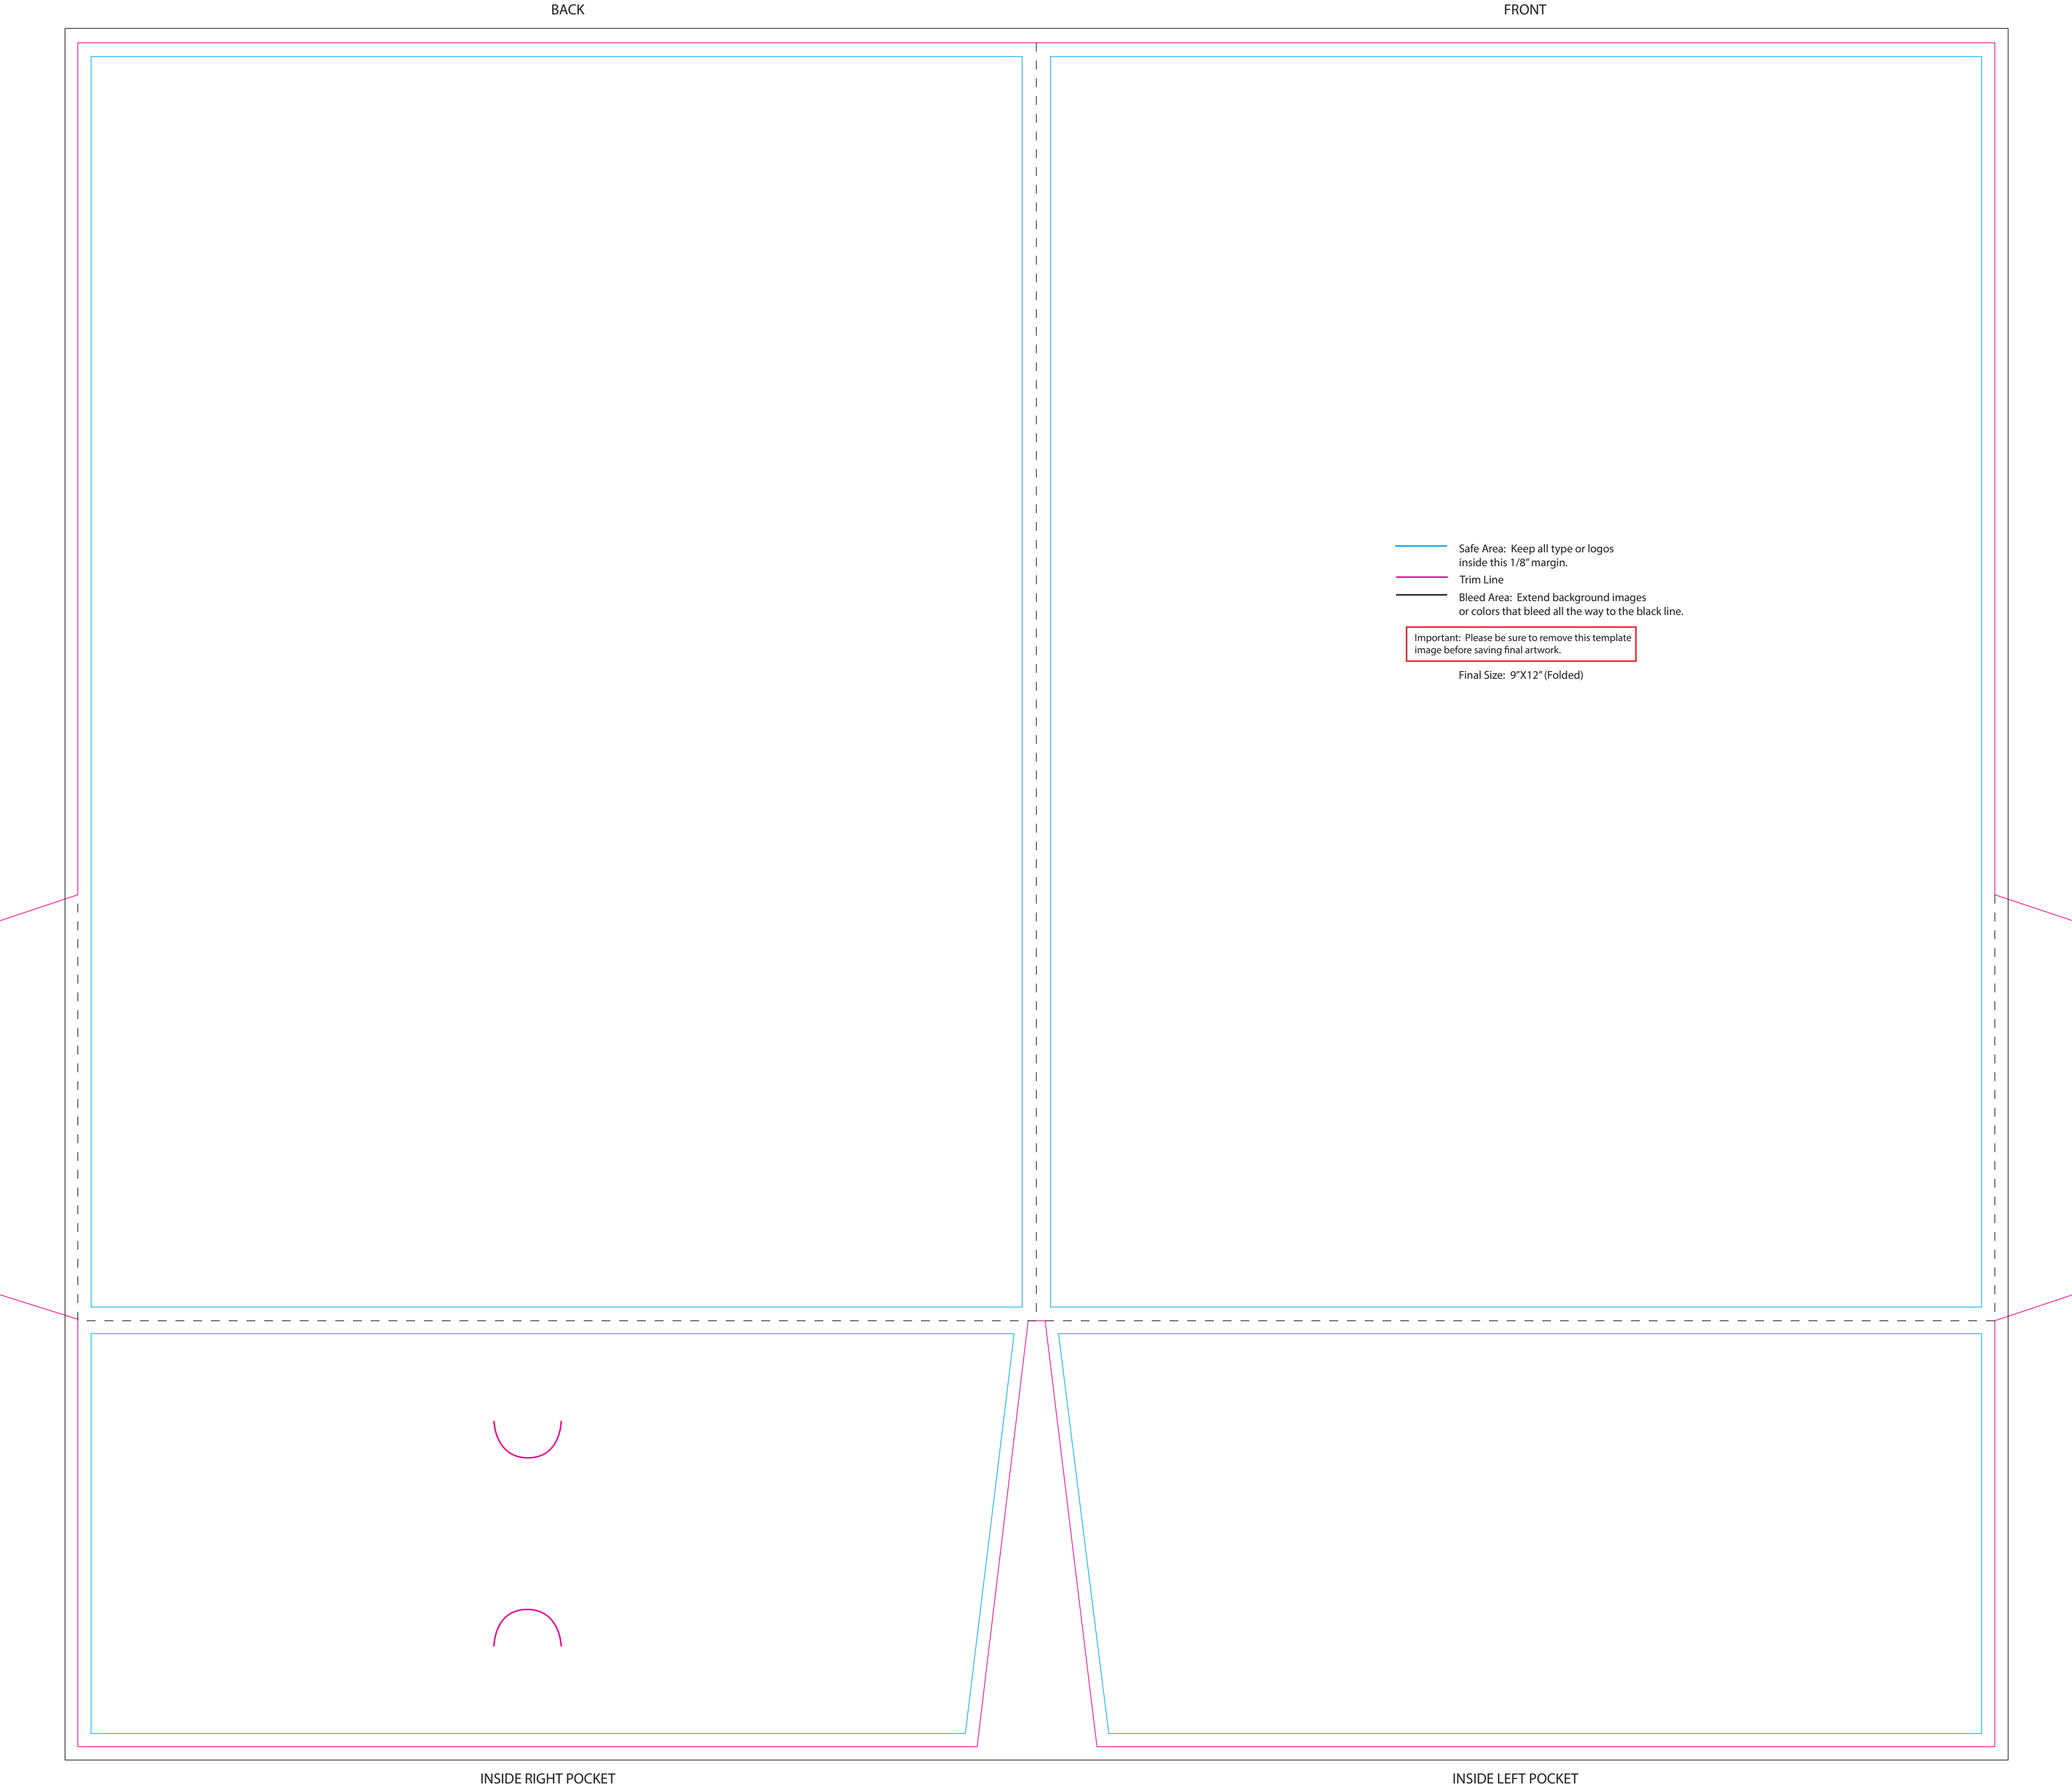 BACK
FRONT
Safe Area:  Keep all type or logos
inside this 1/8” margin.
Trim Line
Bleed Area:  Extend background images
or colors that bleed all the way to the black line.
Important:  Please be sure to remove this template
image before saving final artwork.
Final Size:  9”X12” (Folded)
INSIDE RIGHT POCKET
INSIDE LEFT POCKET